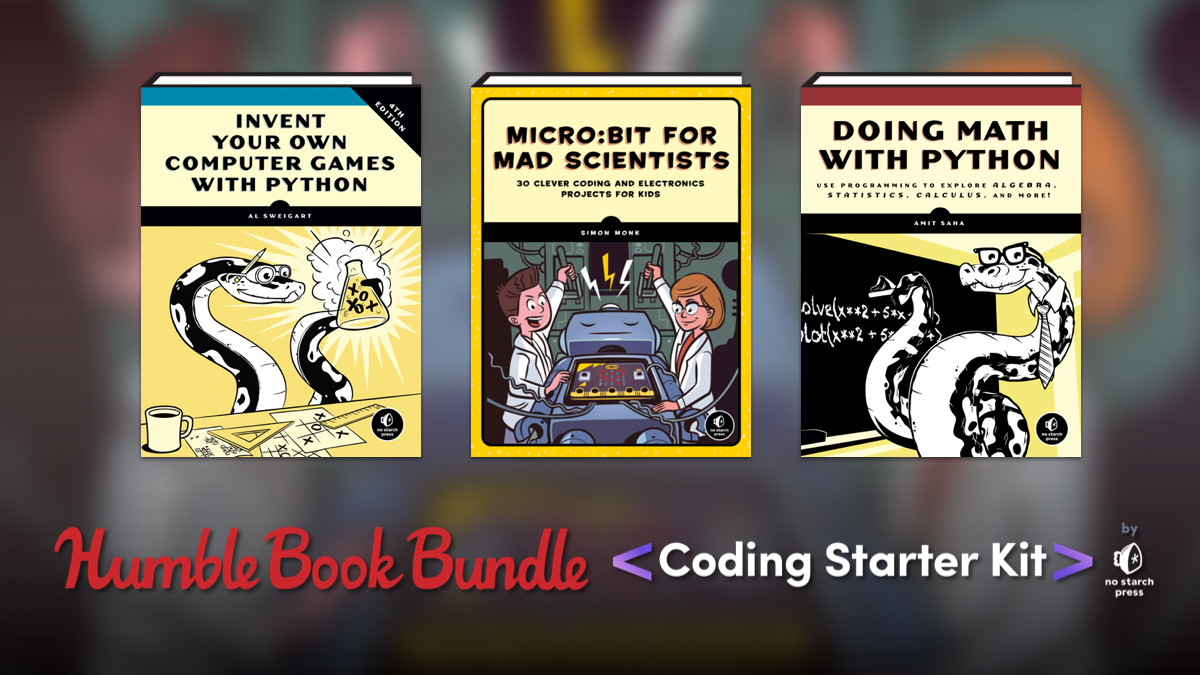 4TH
EDITION
INVENT
YOUR OWN
COMPUTER GAMES
WITH PYTHON
AL SWEIGART
no starch
press
MICRO:BIT FOR
MAD SCIENTISTS
30 CLEVER CODING AND ELECTRONICS
PROJECTS FOR KIDS
SIMON MONK
no starch
press
DOING MATH
WITH PYTHON
USE PROGRAMMING TO EXPLORE ALGEBRA,
STATISTICS, CALCULUS, AND MORE!
AMIT SAHA
olve(x**2 + 5*x
lot(x**2 + 5*
no starch
press
Humble Book Bundle
<Coding Starter Kit>
by
no starch
press